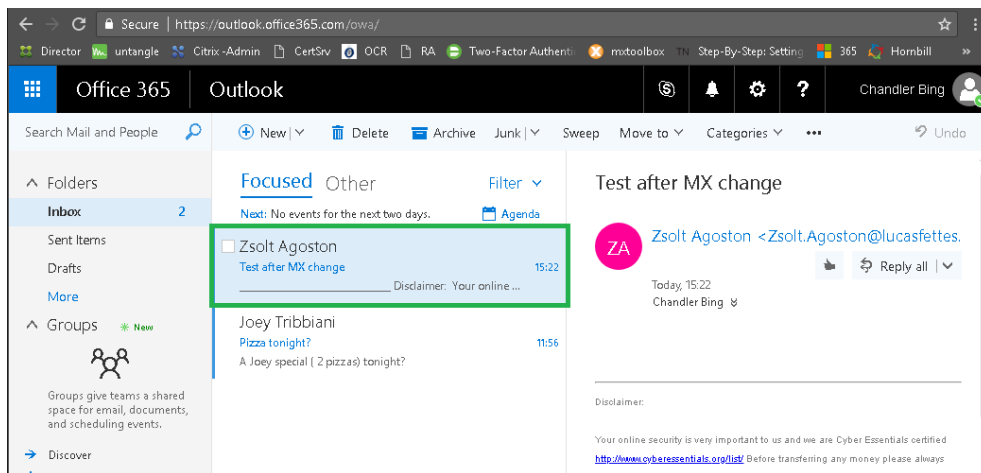 Secure | https://outlook.office365.com/owa/
Director untangle Citrix-Admin CertSrv OCR RA Two-Factor Authenti mxtoolbox TN Step-By-Step: Setting 365 Hornbill »
Office 365 Outlook ? Chandler Bing
Search Mail and People New Delete Archive Junk Sweep Move to Categories ••• Undo
Folders
Inbox 2
Sent Items
Drafts
More
Groups New
Groups give teams a shared
space for email, documents,
and scheduling events.
Discover
Focused Other Filter
Next: No events for the next two days. Agenda
Zsolt Agoston
Test after MX change 15:22
Disclaimer: Your online ...
Joey Tribbiani
Pizza tonight? 11:56
A Joey special ( 2 pizzas) tonight?
Test after MX change
ZA
Zsolt Agoston <Zsolt.Agoston@lucasfettes.
Reply all
Today, 15:22
Chandler Bing
Disclaimer:
Your online security is very important to us and we are Cyber Essentials certified
http://www.cyberessentials.org/list/ Before transferring any money please always